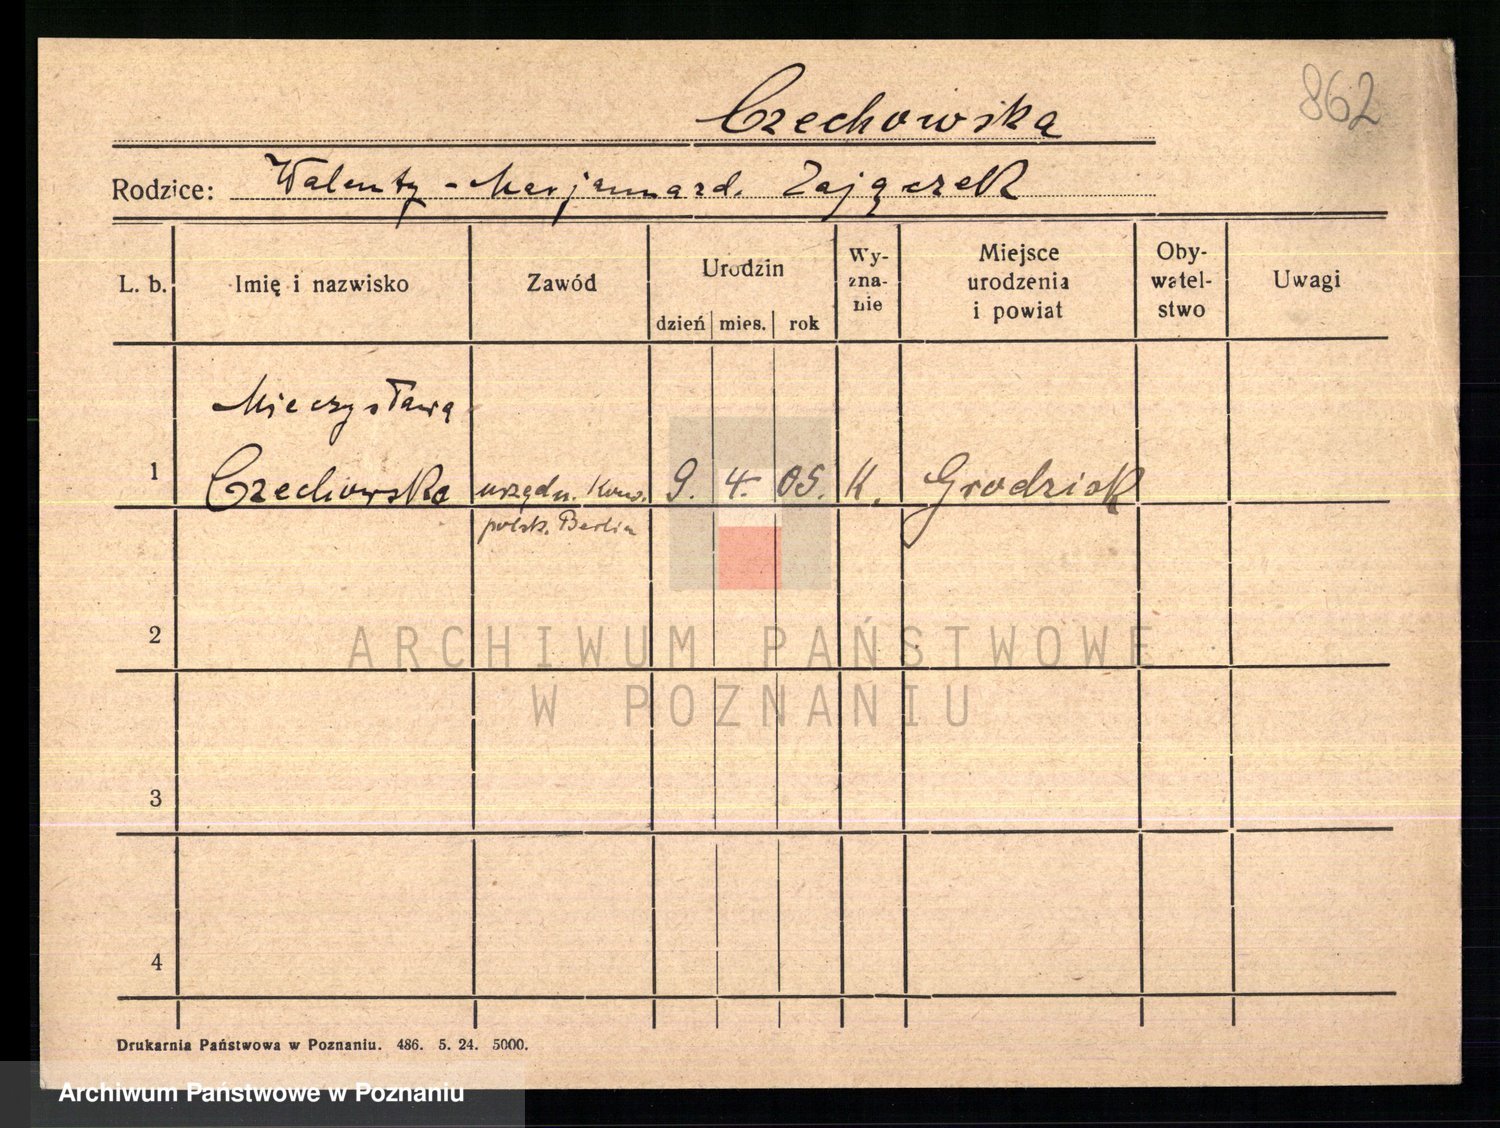 862
Czechowska
Rodzice: Walenty - Marjanna zd. Zajączek
L. b. Imię i nazwisko Zawód Urodzin dzień mies. rok Wy-zna-nie Miejsce urodzenia i powiat Oby-watel-stwo Uwagi
Mieczysława
1 Czechowska urzędn. Kons. 9. 4. 05. K. Grodzisk
polsk. Berlin
2
ARCHIWUM PAŃSTWOWE
W POZNANIU
3
4
Drukarnia Państwowa w Poznaniu. 486. 5. 24. 5000.
Archiwum Państwowe w Poznaniu